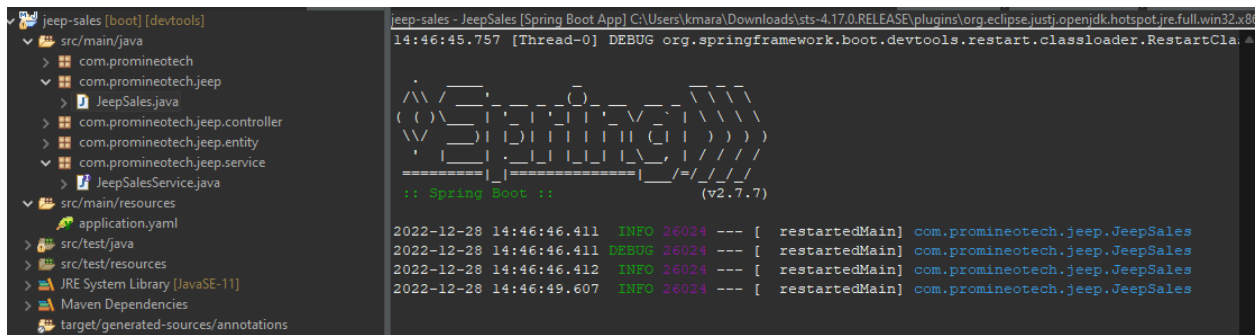 jeep-sales [boot] [devtools]
src/main/java
com.promineotech
com.promineotech.jeep
JeepSales.java
com.promineotech.jeep.controller
com.promineotech.jeep.entity
com.promineotech.jeep.service
JeepSalesService.java
src/main/resources
application.yaml
src/test/java
src/test/resources
JRE System Library [JavaSE-11]
Maven Dependencies
target/generated-sources/annotations
jeep-sales - JeepSales [Spring Boot App] C:\Users\kmara\Downloads\sts-4.17.0.RELEASE\plugins\org.eclipse.justj.openjdk.hotspot.jre.full.win32.x86
14:46:45.757 [Thread-0] DEBUG org.springframework.boot.devtools.restart.classloader.RestartCla
Spring
:: Spring Boot :: (v2.7.7)
2022-12-28 14:46:46.411 INFO 26024 --- [ restartedMain] com.promineotech.jeep.JeepSales
2022-12-28 14:46:46.411 DEBUG 26024 --- [ restartedMain] com.promineotech.jeep.JeepSales
2022-12-28 14:46:46.412 INFO 26024 --- [ restartedMain] com.promineotech.jeep.JeepSales
2022-12-28 14:46:49.607 INFO 26024 --- [ restartedMain] com.promineotech.jeep.JeepSales